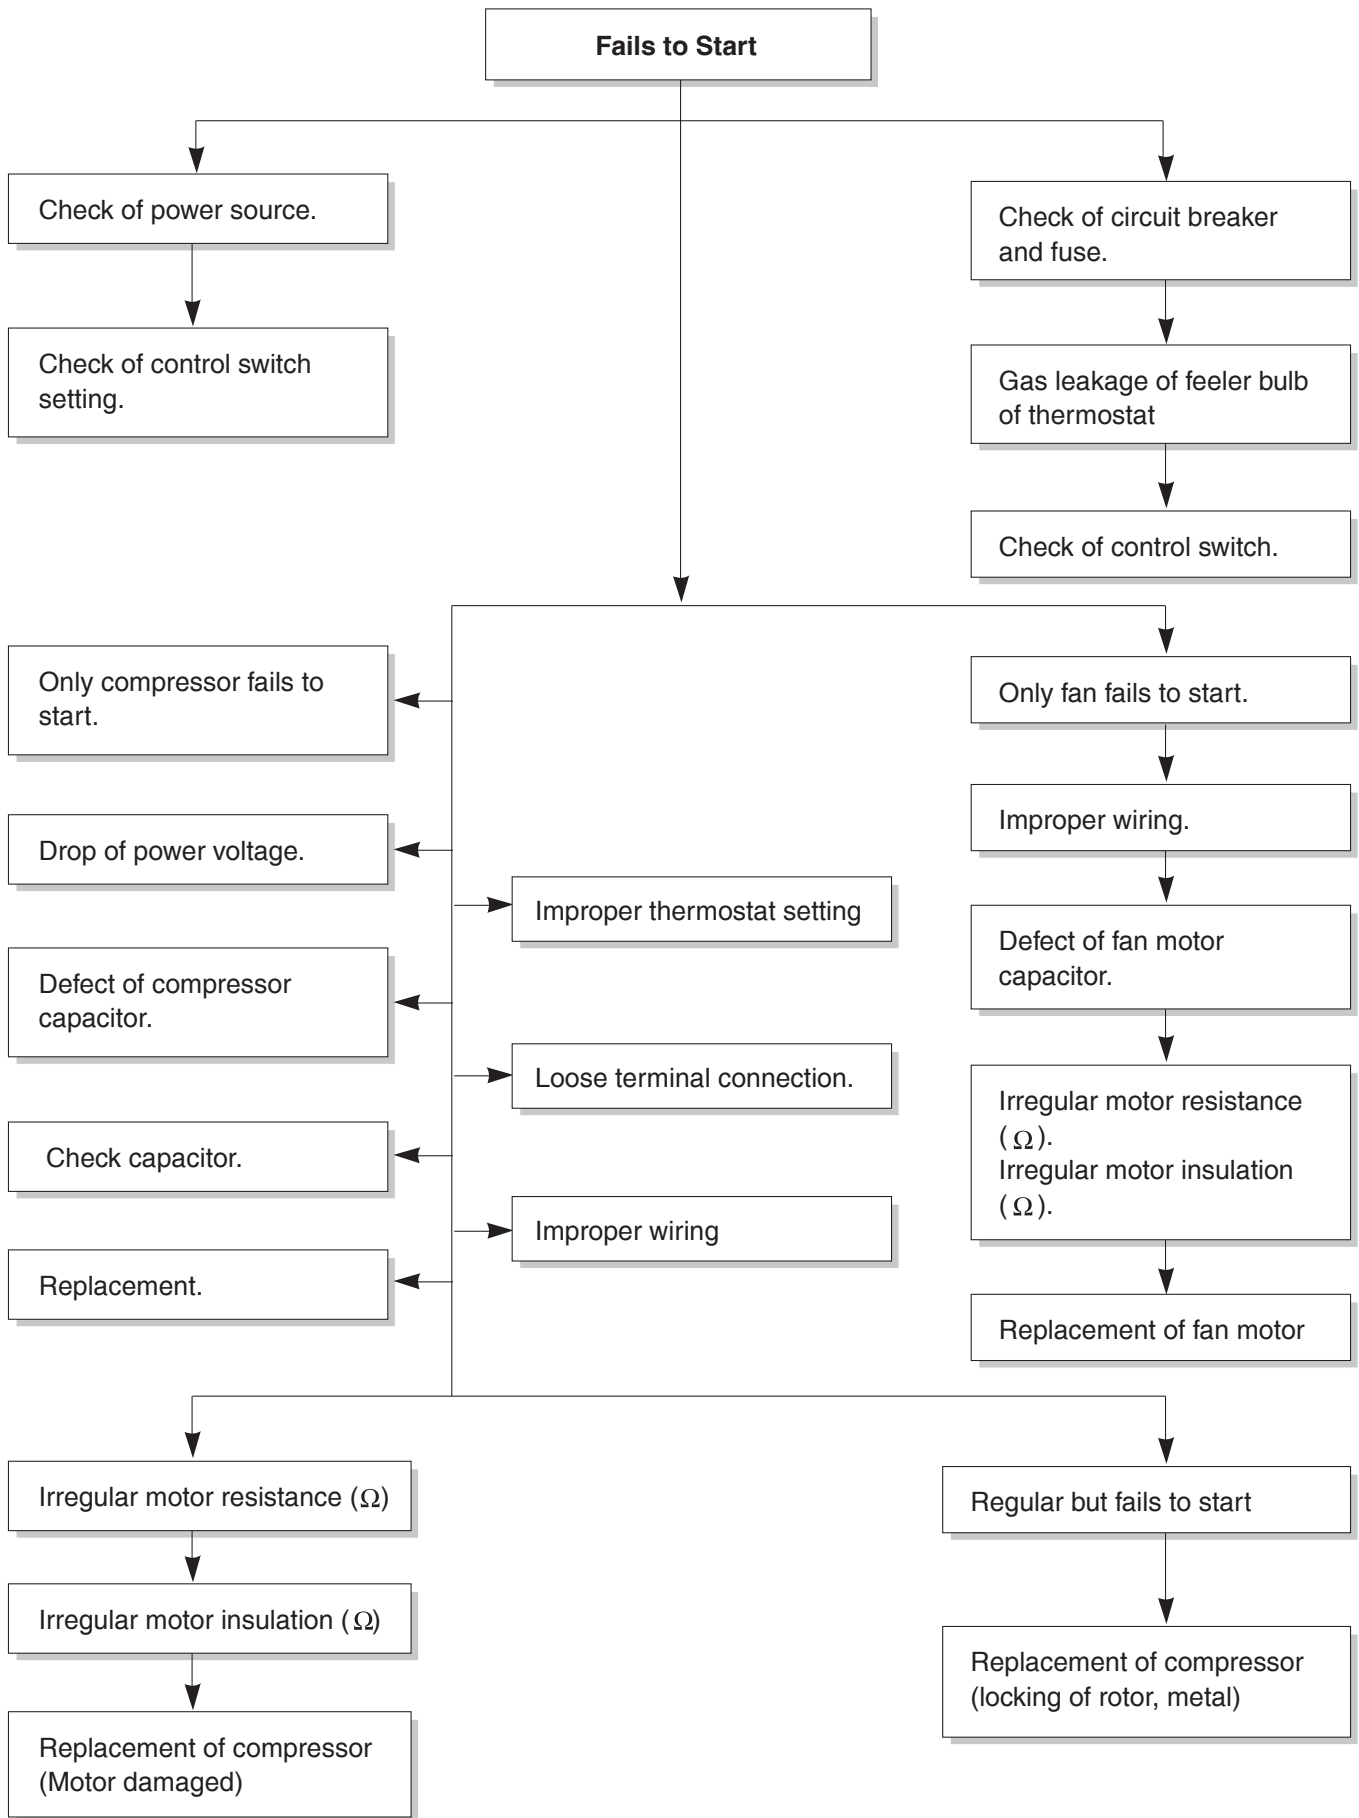 Fails to Start
Check of power source.
Check of control switch
setting.
Check of circuit breaker
and fuse.
Gas leakage of feeler bulb
of thermostat
Check of control switch.
Only compressor fails to
start.
Drop of power voltage.
Defect of compressor
capacitor.
Check capacitor.
Replacement.
Improper thermostat setting
Loose terminal connection.
Improper wiring
Only fan fails to start.
Improper wiring.
Defect of fan motor
capacitor.
Irregular motor resistance
(Ω).
Irregular motor insulation
(Ω).
Replacement of fan motor
Irregular motor resistance (Ω)
Irregular motor insulation (Ω)
Replacement of compressor
(Motor damaged)
Regular but fails to start
Replacement of compressor
(locking of rotor, metal)